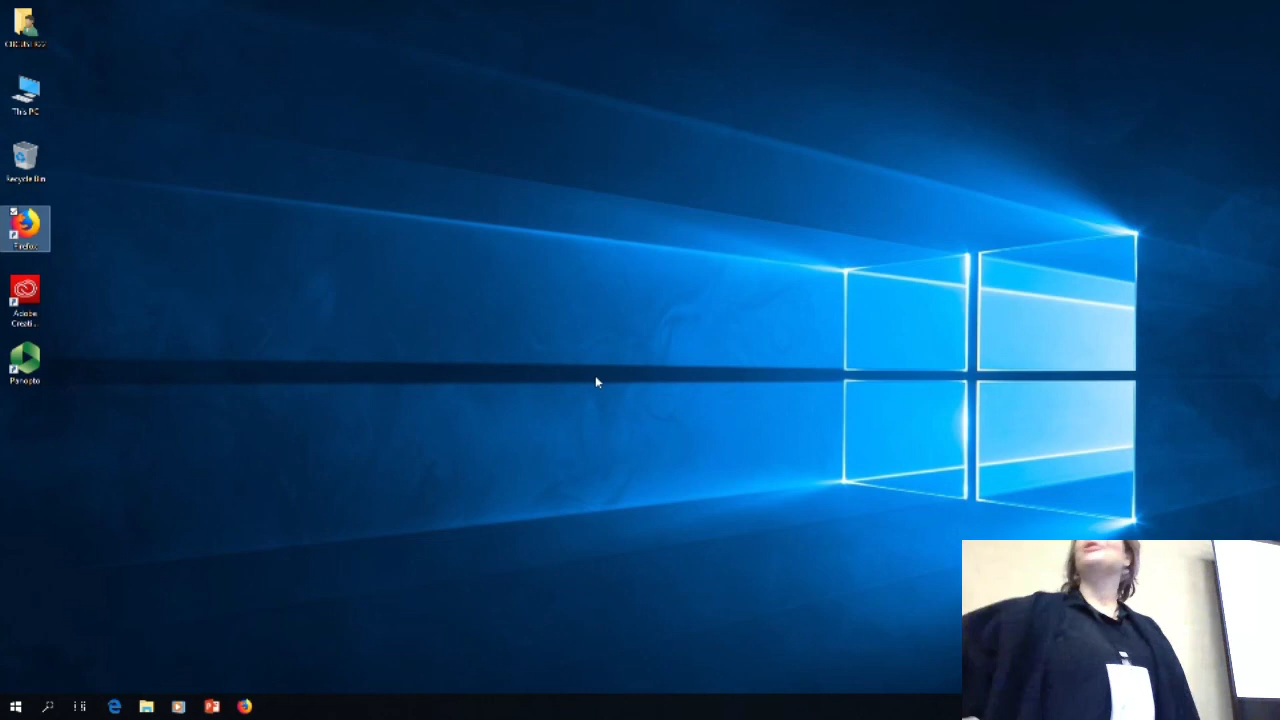 This PC
Recycle Bin
Firefox
Adobe
Creati...
Panopto